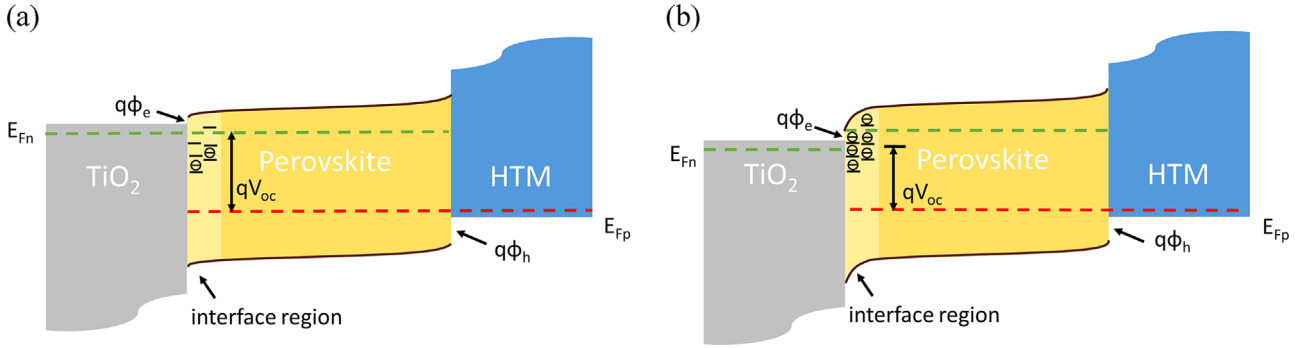 (a)
qϕe
EFn
TiO2
Perovskite
qVoc
HTM
EFp
qϕh
interface region
(b)
qϕe
EFn
TiO2
Perovskite
qVoc
HTM
EFp
qϕh
interface region